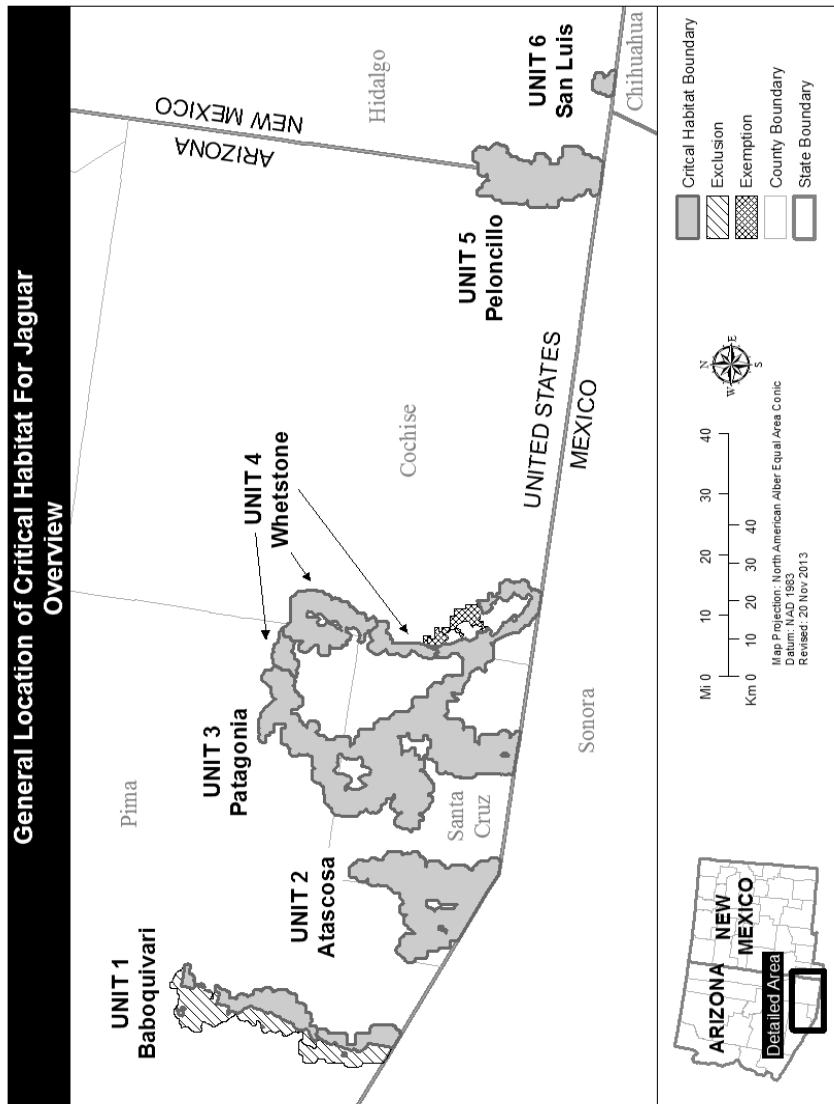 General Location of Critical Habitat For Jaguar
Overview
UNIT 1
Baboquivari
Pima
UNIT 2
Atascosa
UNIT 3
Patagonia
Santa
Cruz
UNIT 4
Whetstone
Cochise
ARIZONA
NEW MEXICO
Hidalgo
UNIT 5
Peloncillo
UNIT 6
San Luis
UNITED STATES
MEXICO
Sonora
Chihuahua
ARIZONA
NEW
MEXICO
Detailed Area
Mi 0 10 20 30 40
Km 0 10 20 30 40
Map Projection: North American Alber Equal Area Conic
Datum: NAD 1983
Revised: 20 Nov 2013
N
W
E
S
Critcal Habitat Boundary
Exclusion
Exemption
County Boundary
State Boundary